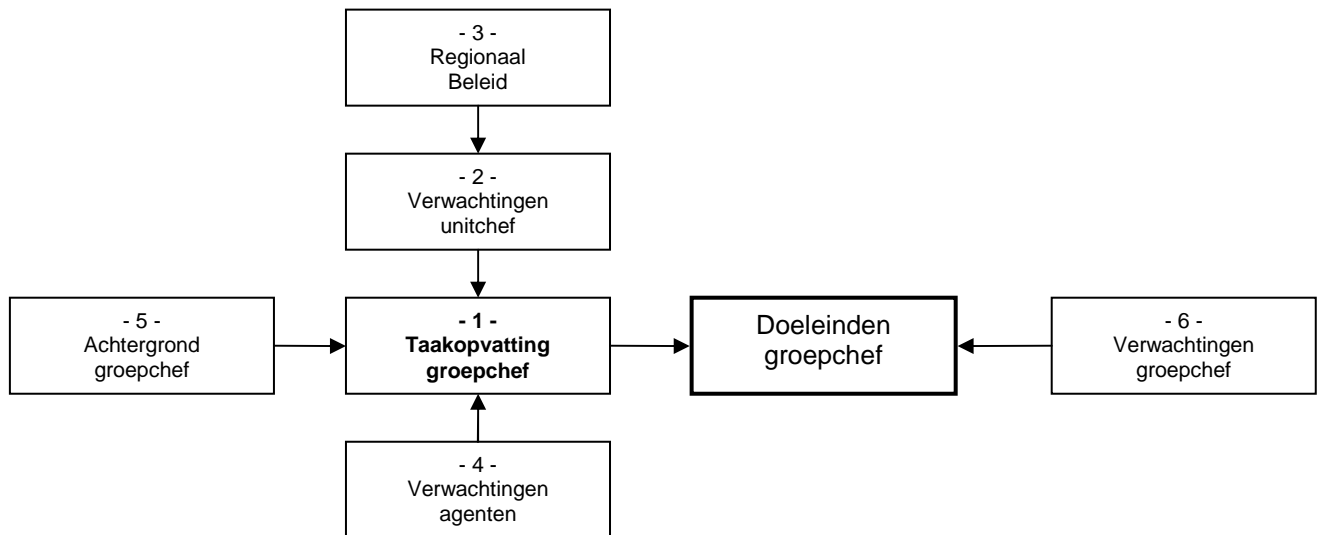 - 3 -
Regionaal
Beleid
- 2 -
Verwachtingen
unitchef
- 5 -
Achtergrond
groepchef
- 1 -
Taakopvatting
groepchef
Doeleinden
groepchef
- 6 -
Verwachtingen
groepchef
- 4 -
Verwachtingen
agenten